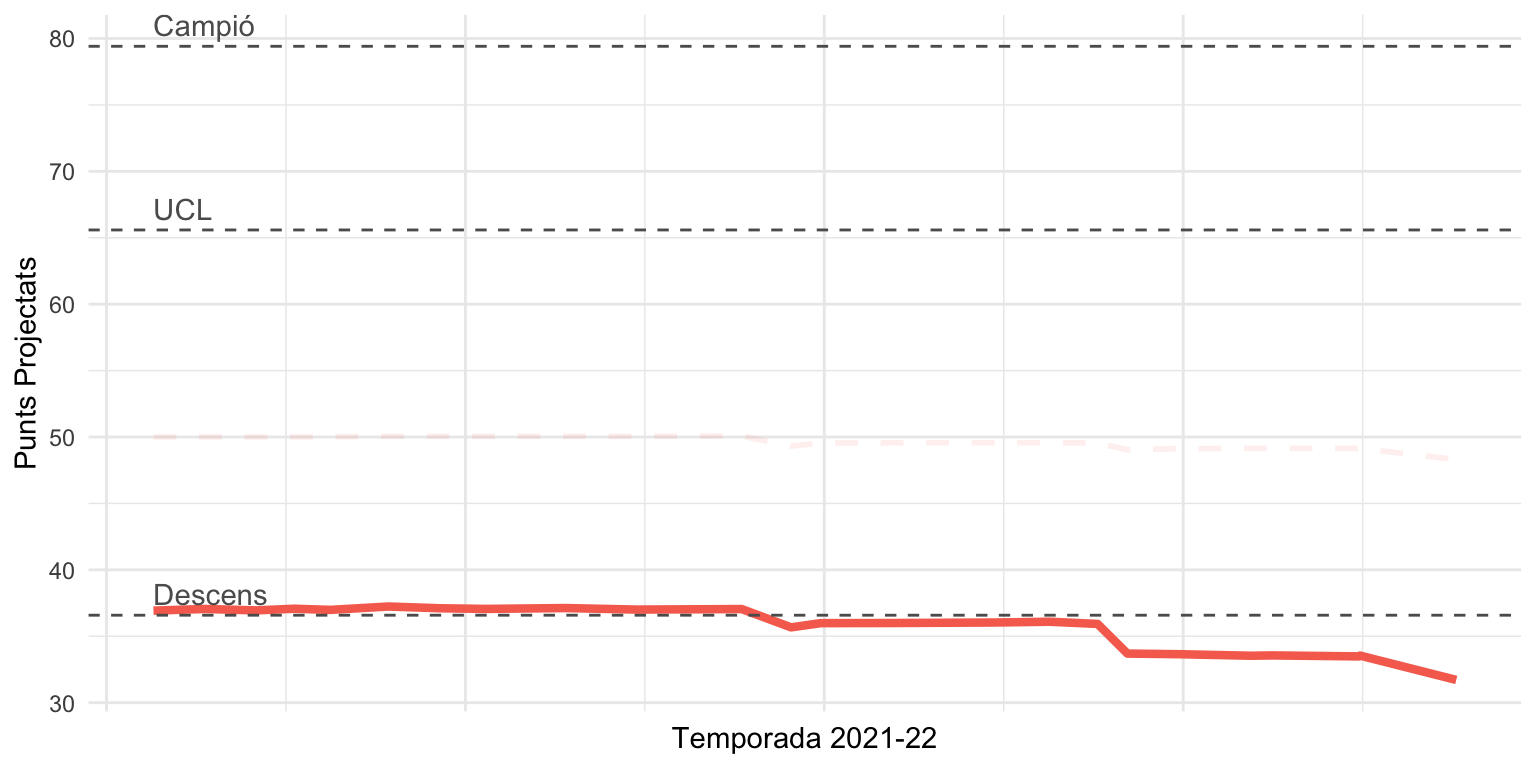 Campió
80
70
UCL
60
Punts Projectats
50
40
Descens
30
Temporada 2021-22